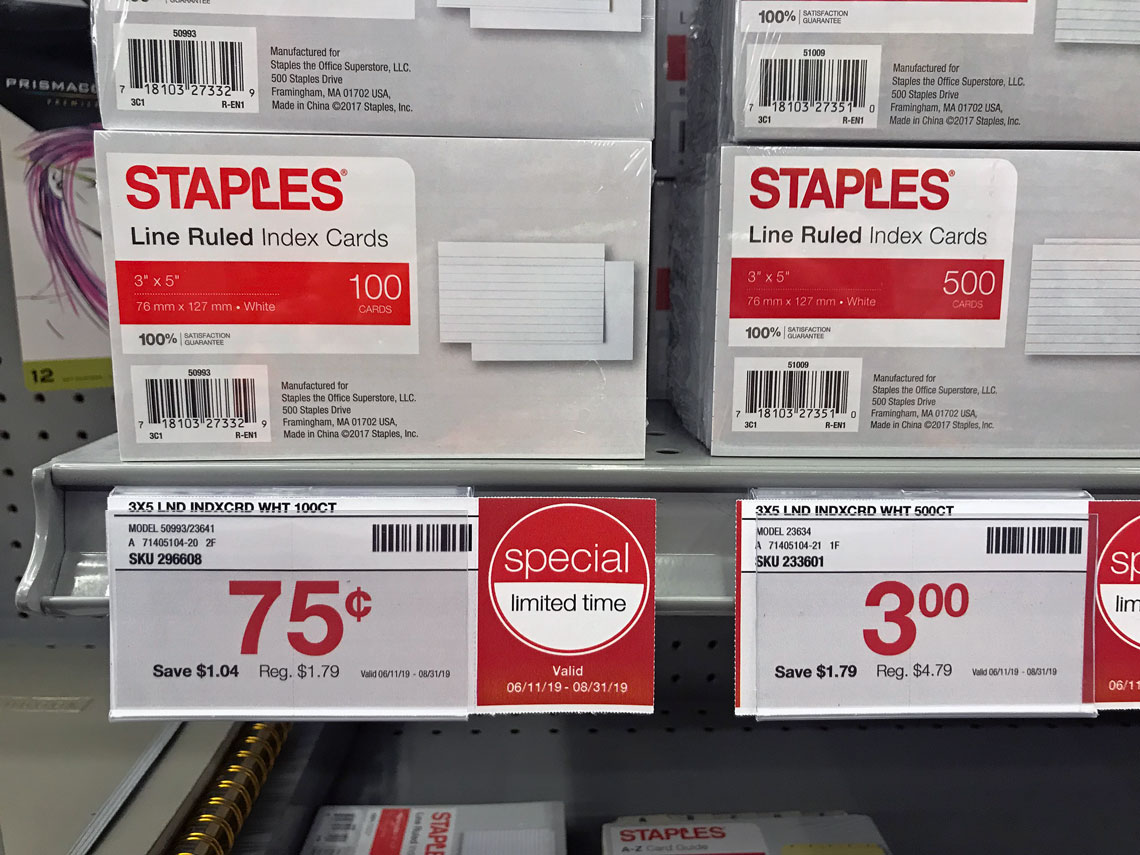 50993
7 18103 27332 9
3C1 R-EN1
Manufactured for
Staples the Office Superstore, LLC.
500 Staples Drive
Framingham, MA 01702 USA,
Made in China ©2017 Staples, Inc.
100% SATISFACTION
GUARANTEE
51009
7 18103 27351 0
3C1 R-EN1
Manufactured for
Staples the Office Superstore, LLC.
500 Staples Drive
Framingham, MA 01702 USA,
Made in China ©2017 Staples, Inc.
PRISMAC
PREMIE
12
STAPLES®
Line Ruled Index Cards
3" x 5"
100
CARDS
76 mm x 127 mm • White
100% SATISFACTION
GUARANTEE
50993
7 18103 27332 9
3C1 R-EN1
Manufactured for
Staples the Office Superstore, LLC.
500 Staples Drive
Framingham, MA 01702 USA,
Made in China ©2017 Staples, Inc.
STAPLES®
Line Ruled Index Cards
3" x 5"
500
CARDS
76 mm x 127 mm • White
100% SATISFACTION
GUARANTEE
51009
7 18103 27351 0
3C1 R-EN1
Manufactured for
Staples the Office Superstore, LLC.
500 Staples Drive
Framingham, MA 01702 USA,
Made in China ©2017 Staples, Inc.
3X5 LND INDXCRD WHT 100CT
MODEL 50993/23641
A 71405104-20 2F
SKU 296608
75¢
Save $1.04 Reg. $1.79 Valid 06/11/19 - 08/31/19
special
limited time
Valid
06/11/19 - 08/31/19
3X5 LND INDXCRD WHT 500CT
MODEL 23634
A 71405104-21 1F
SKU 233601
3.00
Save $1.79 Reg. $4.79 Valid 06/11/19 - 08/31/19
sp
lim
06/11
STAPLE
Line Ruled In
STAPLES
A-Z Card Guide